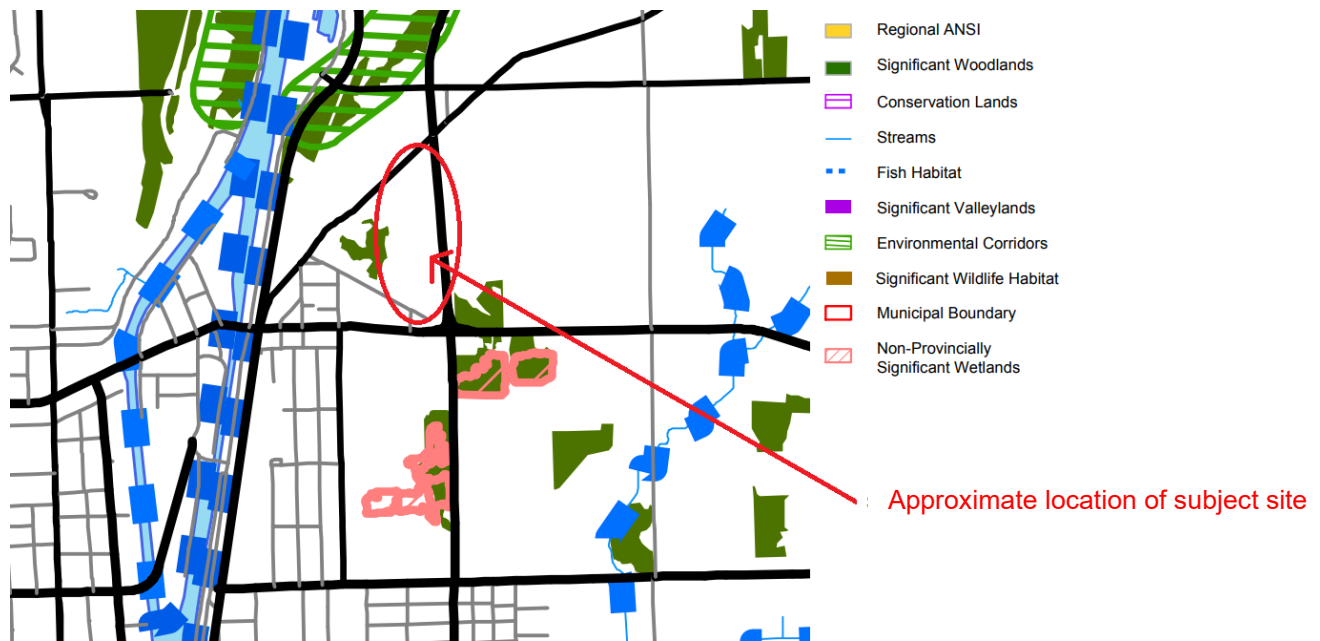 Regional ANSI
Significant Woodlands
Conservation Lands
Streams
Fish Habitat
Significant Valleylands
Environmental Corridors
Significant Wildlife Habitat
Municipal Boundary
Non-Provincially
Significant Wetlands
Approximate location of subject site